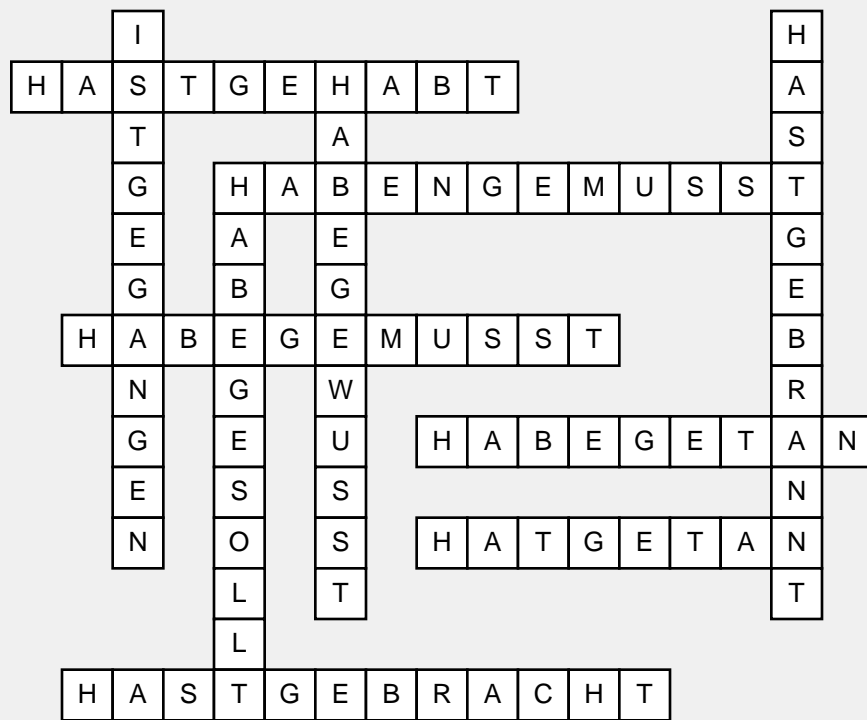 ISTGEGANGEN
HASTGEBRANNT
HASTGEHABT
HABEGEWUSST
HABENGEMUSST
HABEGESOLLT
HABEGEMUSST
HABEGETAN
HATGETAN
HASTGEBRACHT